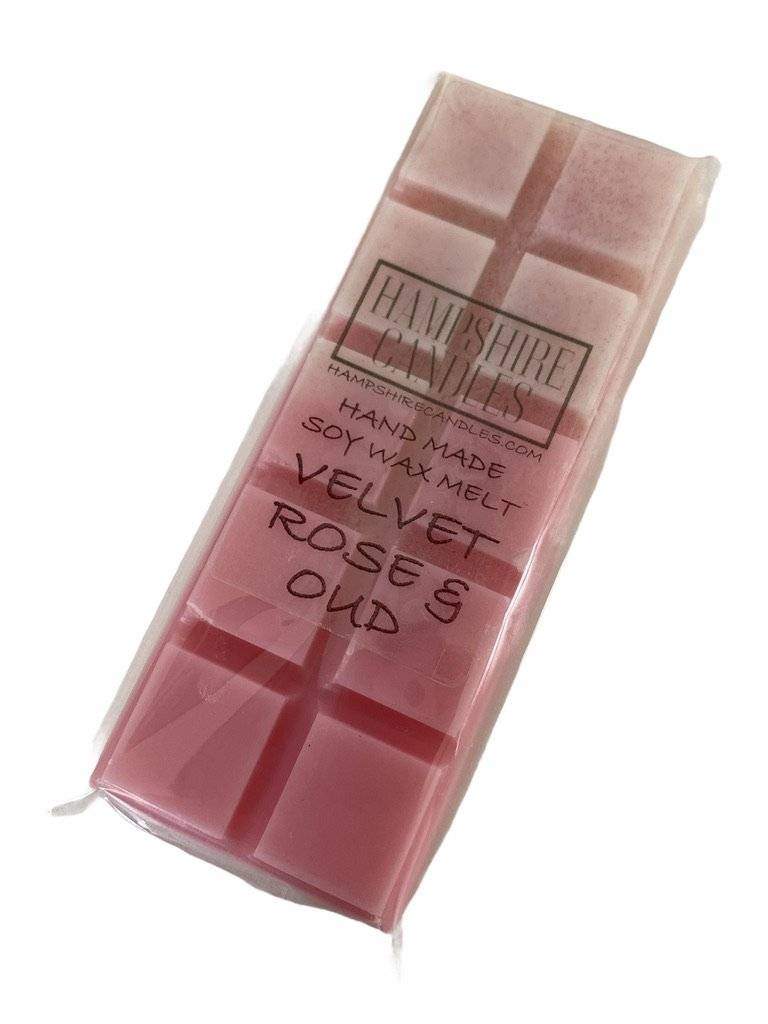 HAMPSHIRE
CANDLES
HAMPSHIRECANDLES.COM
HAND MADE
SOY WAX MELT
VELVET
ROSE &
OUD